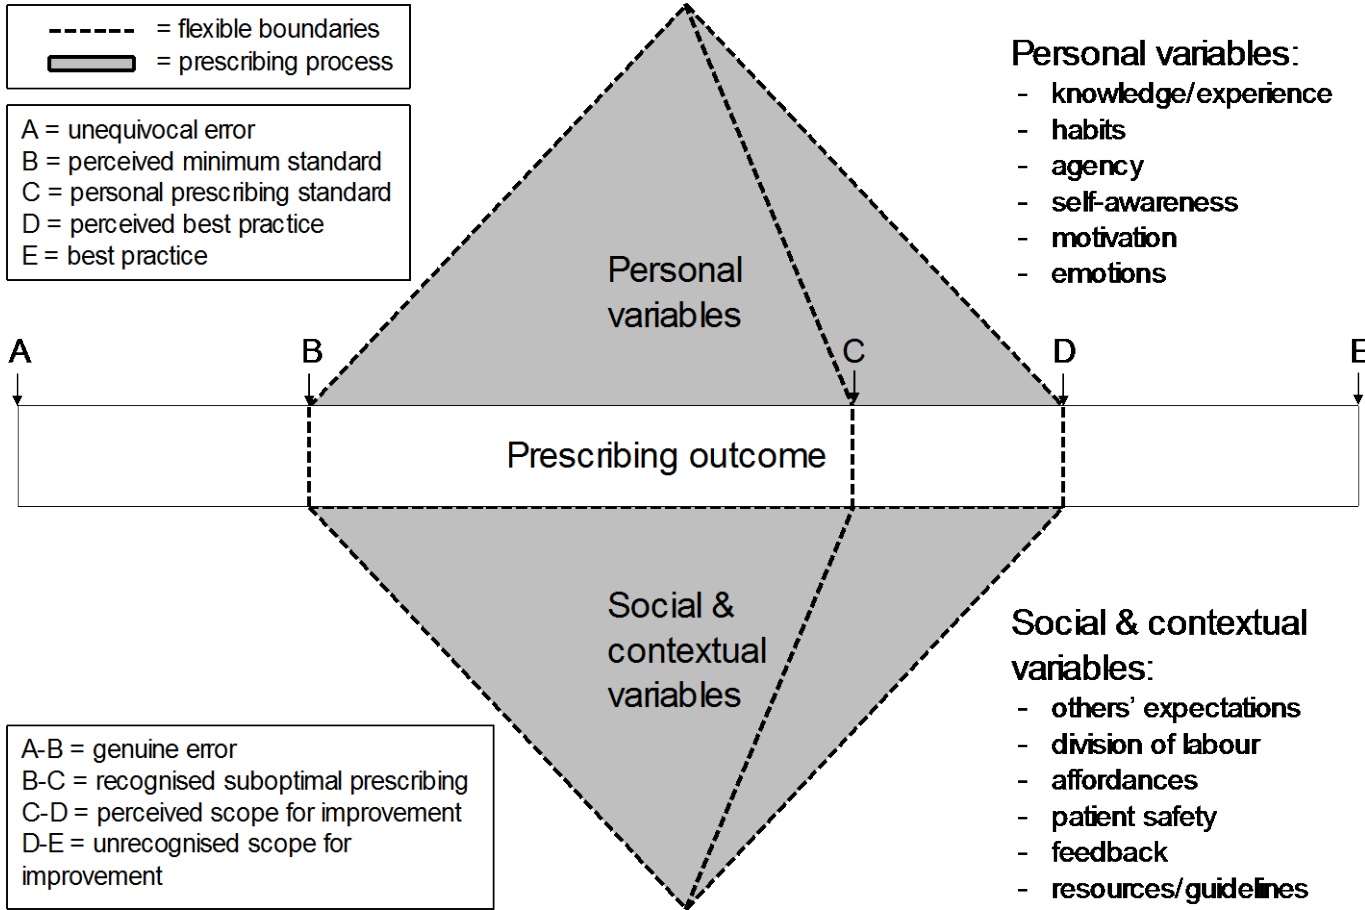 = flexible boundaries
= prescribing process
A = unequivocal error
B = perceived minimum standard
C = personal prescribing standard
D = perceived best practice
E = best practice
Personal variables:
- knowledge/experience
- habits
- agency
- self-awareness
- motivation
- emotions
Personal
variables
A
B
C
D
E
Prescribing outcome
Social &
contextual
variables
Social & contextual
variables:
- others’ expectations
- division of labour
- affordances
- patient safety
- feedback
- resources/guidelines
A-B = genuine error
B-C = recognised suboptimal prescribing
C-D = perceived scope for improvement
D-E = unrecognised scope for
improvement